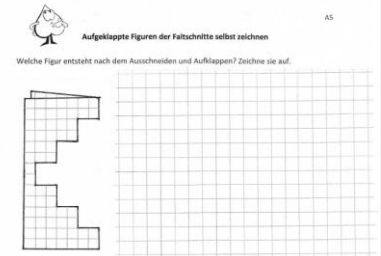 A5
Aufgeklappte Figuren der Faltschnitte selbst zeichnen
Welche Figur entsteht nach dem Ausschneiden und Aufklappen? Zeichne sie auf.